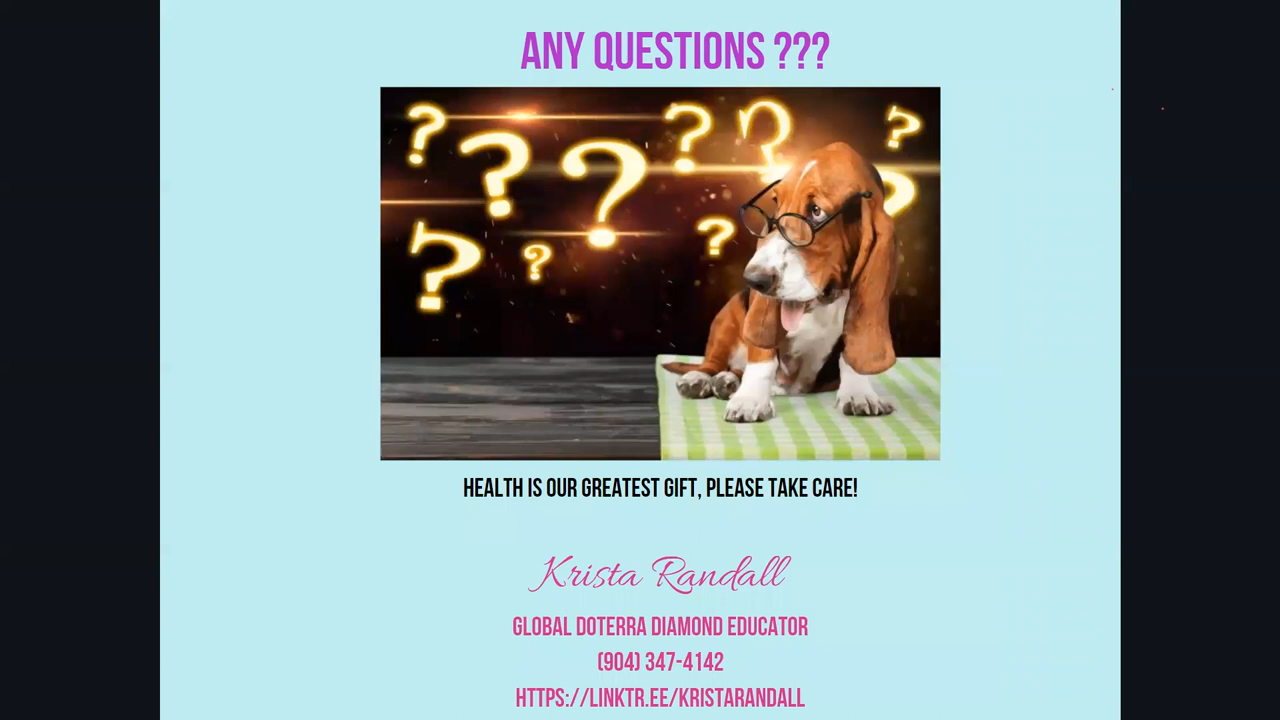 ANY QUESTIONS ???
? ? ? ? ? ?
? ? ? ?
HEALTH IS OUR GREATEST GIFT, PLEASE TAKE CARE!
Krista Randall
GLOBAL DOTERRA DIAMOND EDUCATOR
(904) 347-4142
HTTPS://LINKTR.EE/KRISTARANDALL